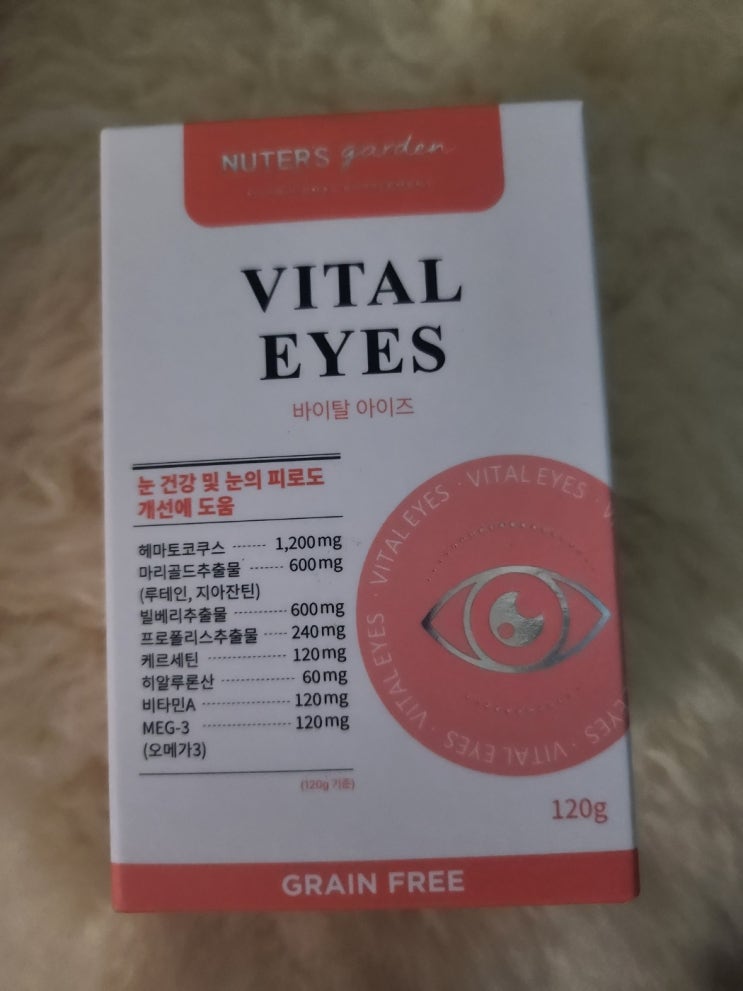 NUTERS garden
VITAL
EYES
바이탈 아이즈
눈 건강 및 눈의 피로도
개선에 도움
헤마토코쿠스 1,200mg
마리골드추출물 600mg
(루테인, 지아잔틴)
빌베리추출물 600mg
프로폴리스추출물 240mg
케르세틴 120mg
히알루론산 60mg
비타민A 120mg
MEG-3 120mg
(오메가3)
(120g 기준)
VITAL EYES · VITAL EYES · VITAL EYES · VITAL EYES · VITAL EYES
120g
GRAIN FREE